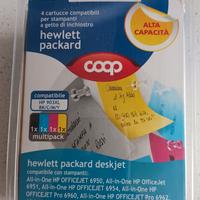 4 cartucce compatibili
per stampanti
a getto di inchiostro
ALTA
CAPACITÀ
hewlett
packard
coop
compatibile
HP 903XL
BK/C/M/Y
1x 1x 1x 1x
multipack
hewlett packard deskjet
compatibili con stampanti:
All-in-One HP OFFICEJET 6950, All-in-One HP OfficeJet
6951, All-in-One HP OFFICEJET 6954, All-in-One HP
OFFICEJET Pro 6960, All-in-One HP OFFICEJET Pro 6962